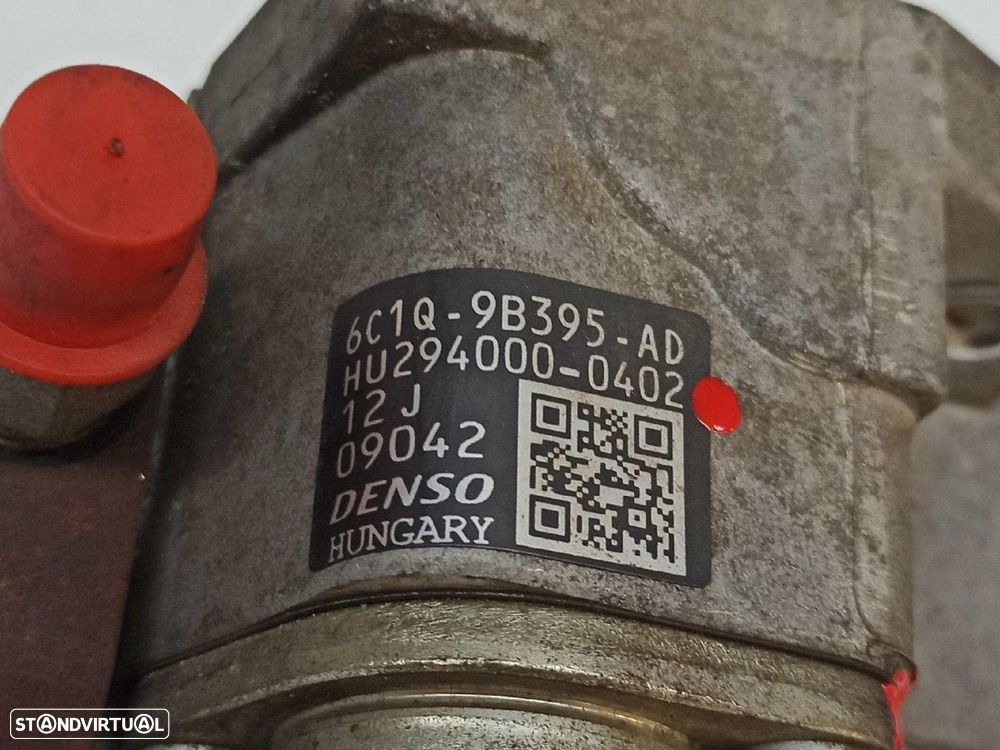 6C1Q-9B395-AD
HU294000-0402
12J
09042
DENSO
HUNGARY
STANDVIRTUAL